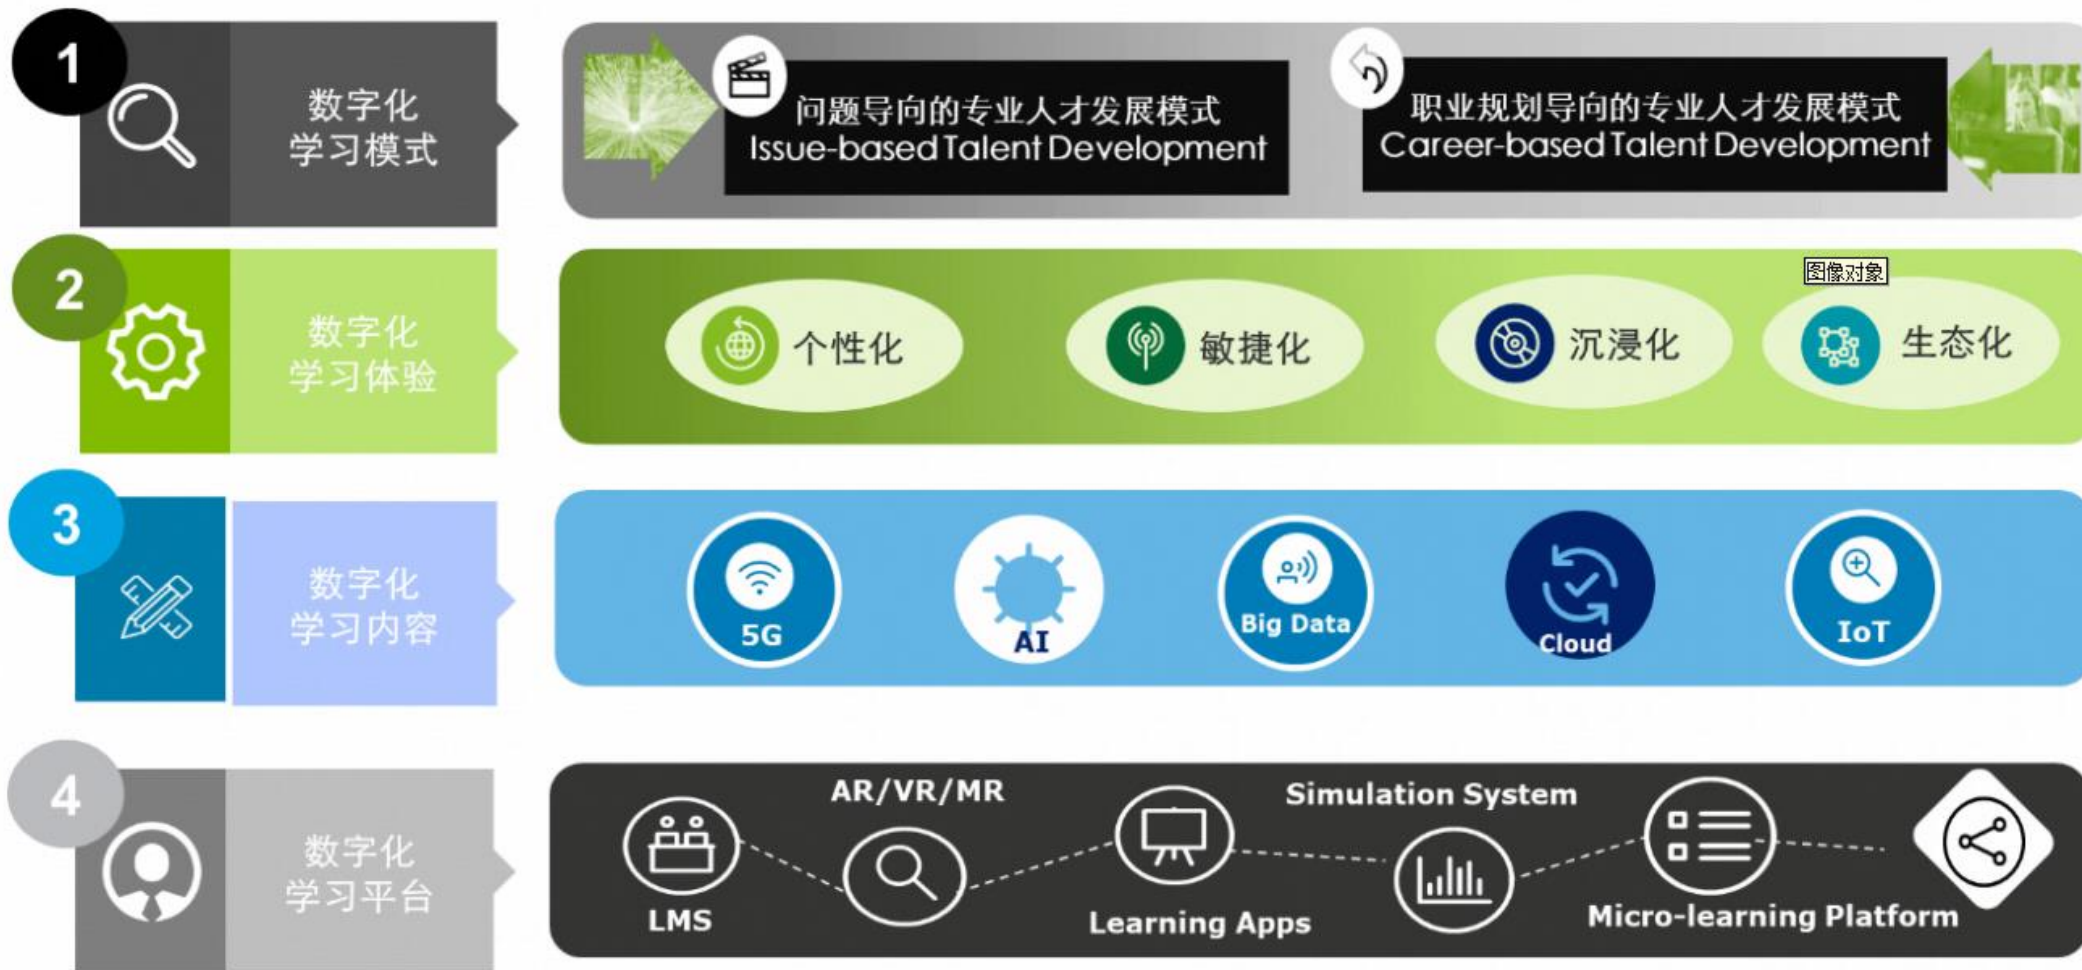 1
数字化
学习模式
问题导向的专业人才发展模式
Issue-based Talent Development
职业规划导向的专业人才发展模式
Career-based Talent Development
2
数字化
学习体验
个性化
敏捷化
沉浸化
图像对象
生态化
3
数字化
学习内容
5G
AI
Big Data
Cloud
IoT
4
数字化
学习平台
LMS
AR/VR/MR
Learning Apps
Simulation System
Micro-learning Platform